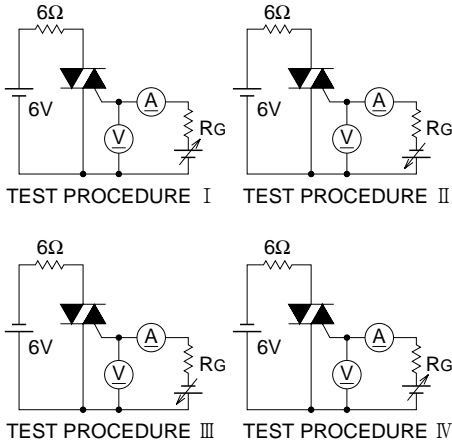 6Ω
6Ω
6V
A
V
RG
6V
A
V
RG
TEST PROCEDURE Ⅰ
TEST PROCEDURE Ⅱ
6Ω
6Ω
6V
A
V
RG
6V
A
V
RG
TEST PROCEDURE Ⅲ
TEST PROCEDURE Ⅳ